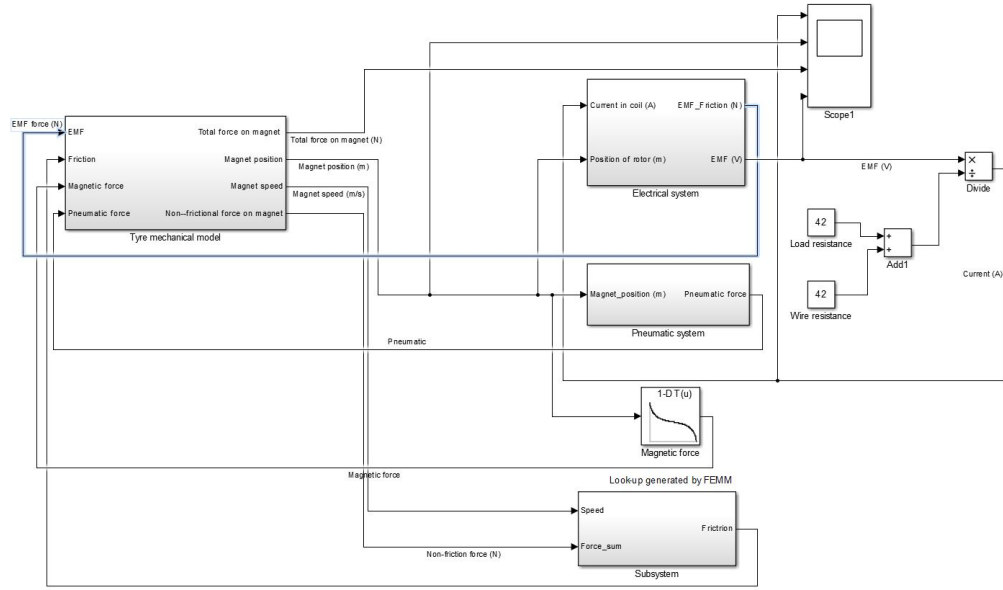 Scope1
EMF force (N)
EMF
Friction
Magnetic force
Pneumatic force
Total force on magnet
Magnet position
Magnet speed
Non--frictional force on magnet
Tyre mechanical model
Total force on magnet (N)
Magnet position (m)
Magnet speed (m/s)
Current in coil (A)
EMF_Friction (N)
Position of rotor (m)
EMF (V)
Electrical system
EMF (V)
×
÷
Divide
42
Load resistance
+
+
Add1
42
Wire resistance
Current (A)
Magnet_position (m)
Pneumatic force
Pneumatic system
Pneumatic
1-D T(u)
Magnetic force
Magnetic force
Look-up generated by FEMM
Speed
Force_sum
Frictrion
Subsystem
Non-friction force (N)